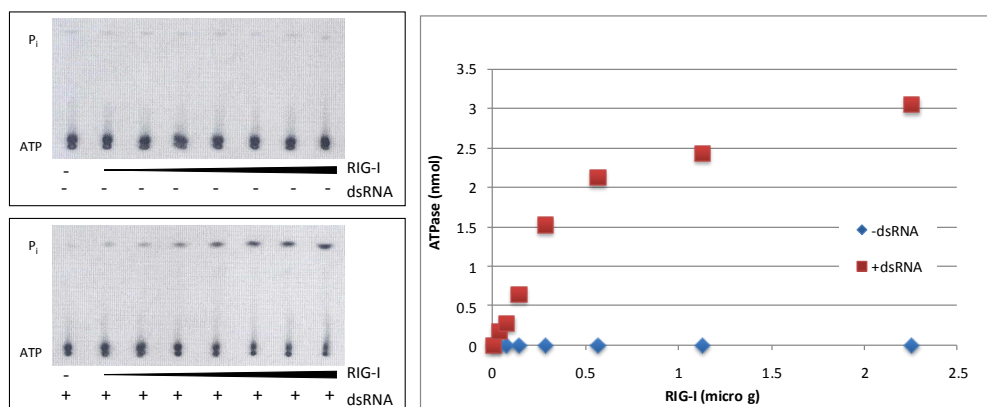 Pi
ATP
- RIG-I
- - - - - - - - dsRNA
Pi
ATP
- RIG-I
+ + + + + + + + dsRNA
3.5
3
2.5
2
1.5
1
0.5
0
ATPase (nmol)
0 0.5 1 1.5 2 2.5
RIG-I (micro g)
-dsRNA
+dsRNA